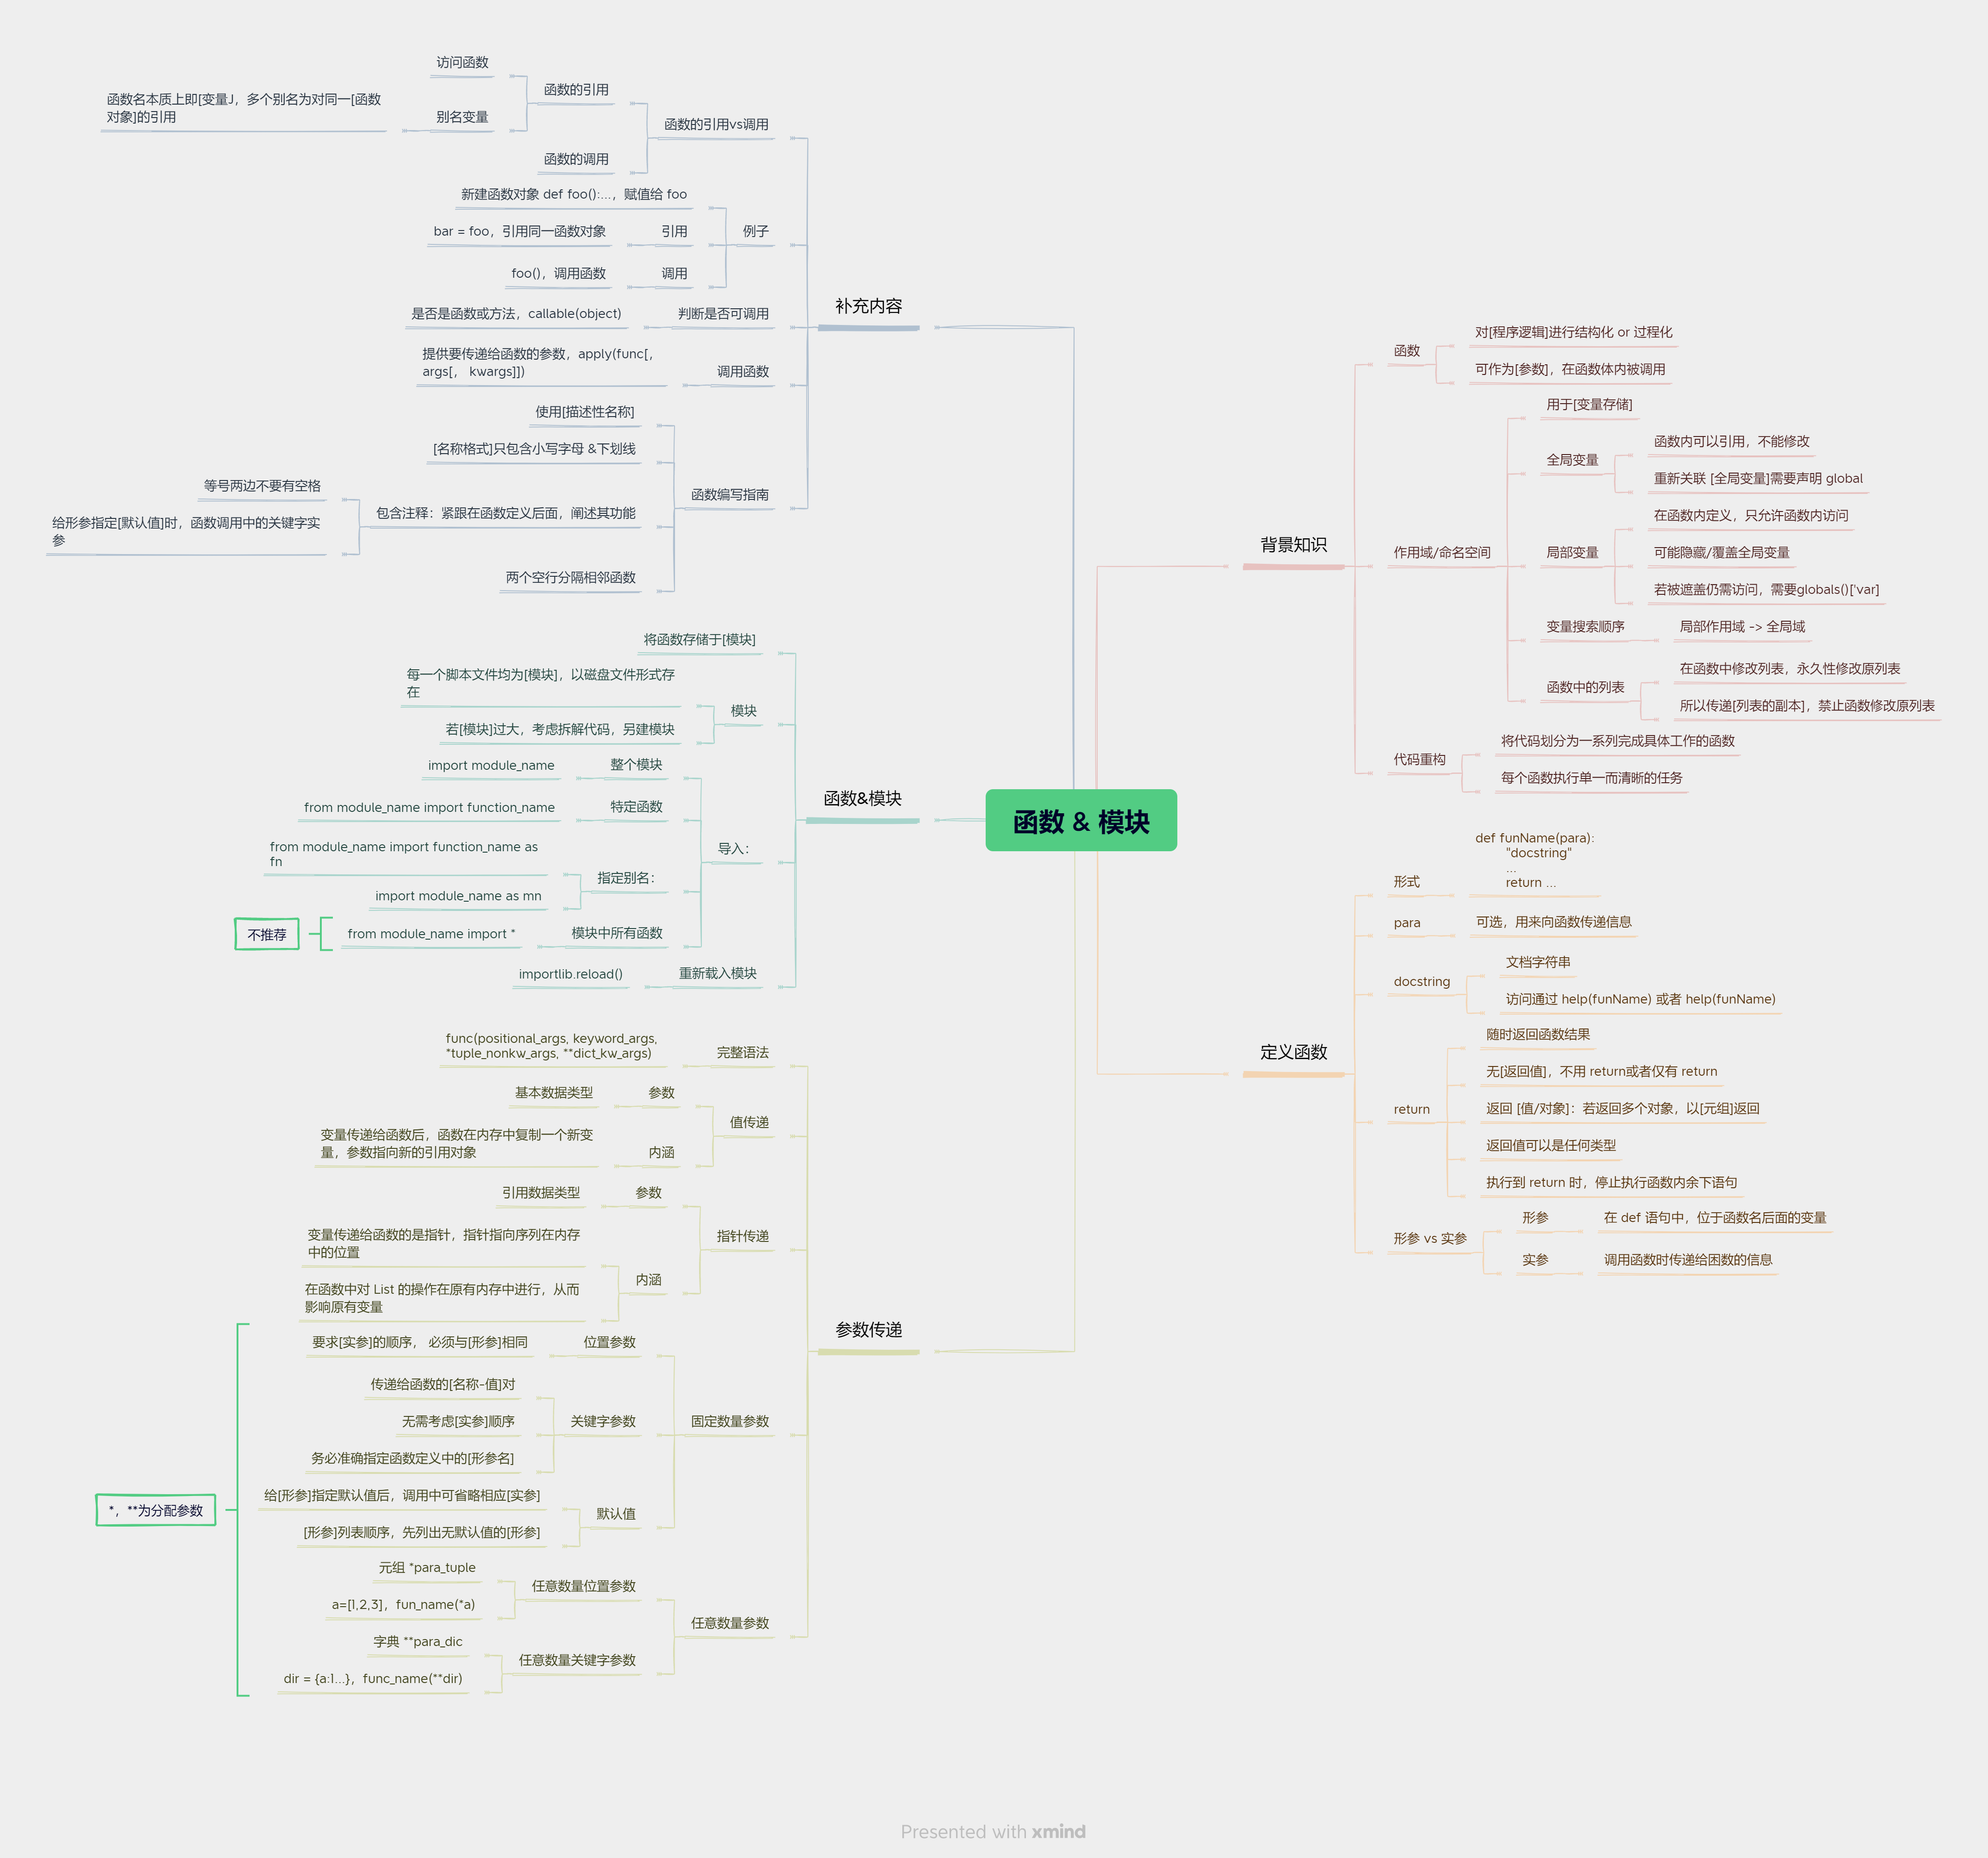 函数 & 模块
背景知识
函数
对[程序逻辑]进行结构化 or 过程化
可作为[参数],在函数体内被调用
作用域/命名空间
用于[变量存储]
全局变量
函数内可以引用,不能修改
重新关联 [全局变量]需要声明 global
局部变量
在函数内定义,只允许函数内访问
可能隐藏/覆盖全局变量
若被遮盖仍需访问,需要globals()['var]
变量搜索顺序
局部作用域 -> 全局域
函数中的列表
在函数中修改列表,永久性修改原列表
所以传递[列表的副本],禁止函数修改原列表
代码重构
将代码划分为一系列完成具体工作的函数
每个函数执行单一而清晰的任务
定义函数
形式
def funName(para):
"docstring"
...
return ...
para
可选,用来向函数传递信息
docstring
文档字符串
访问通过 help(funName) 或者 help(funName)
return
随时返回函数结果
无[返回值],不用 return或者仅有 return
返回 [值/对象]:若返回多个对象,以[元组]返回
返回值可以是任何类型
执行到 return 时,停止执行函数内余下语句
形参 vs 实参
形参
在 def 语句中,位于函数名后面的变量
实参
调用函数时传递给困数的信息
补充内容
函数的引用vs调用
函数的引用
访问函数
别名变量
函数名本质上即[变量J,多个别名为对同一[函数
对象]的引用
函数的调用
例子
新建函数对象 def foo():...,赋值给 foo
引用
bar = foo,引用同一函数对象
调用
foo(),调用函数
判断是否可调用
是否是函数或方法,callable(object)
调用函数
提供要传递给函数的参数,apply(func[,
args[, kwargs]])
函数编写指南
使用[描述性名称]
[名称格式]只包含小写字母 &下划线
包含注释:紧跟在函数定义后面,阐述其功能
等号两边不要有空格
给形参指定[默认值]时,函数调用中的关键字实
参
两个空行分隔相邻函数
函数&模块
将函数存储于[模块]
模块
每一个脚本文件均为[模块],以磁盘文件形式存
在
若[模块]过大,考虑拆解代码,另建模块
导入:
整个模块
import module_name
特定函数
from module_name import function_name
指定别名:
from module_name import function_name as
fn
import module_name as mn
模块中所有函数
from module_name import *
不推荐
重新载入模块
importlib.reload()
参数传递
完整语法
func(positional_args, keyword_args,
*tuple_nonkw_args, **dict_kw_args)
值传递
参数
基本数据类型
内涵
变量传递给函数后,函数在内存中复制一个新变
量,参数指向新的引用对象
指针传递
参数
引用数据类型
内涵
变量传递给函数的是指针,指针指向序列在内存
中的位置
在函数中对 List 的操作在原有内存中进行,从而
影响原有变量
固定数量参数
位置参数
要求[实参]的顺序, 必须与[形参]相同
关键字参数
传递给函数的[名称-值]对
无需考虑[实参]顺序
务必准确指定函数定义中的[形参名]
默认值
给[形参]指定默认值后,调用中可省略相应[实参]
[形参]列表顺序,先列出无默认值的[形参]
任意数量参数
任意数量位置参数
元组 *para_tuple
a=[1,2,3],fun_name(*a)
任意数量关键字参数
字典 **para_dic
dir = {a:1...},func_name(**dir)
*,**为分配参数
Presented with xmind